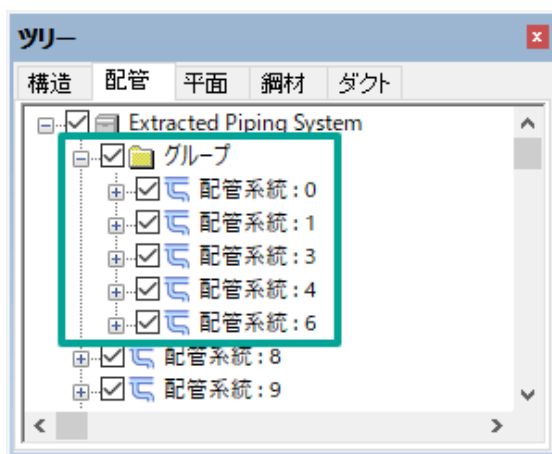 ツリー
構造 配管 平面 鋼材 ダクト
Extracted Piping System
グループ
配管系統:0
配管系統:1
配管系統:3
配管系統:4
配管系統:6
配管系統:8
配管系統:9